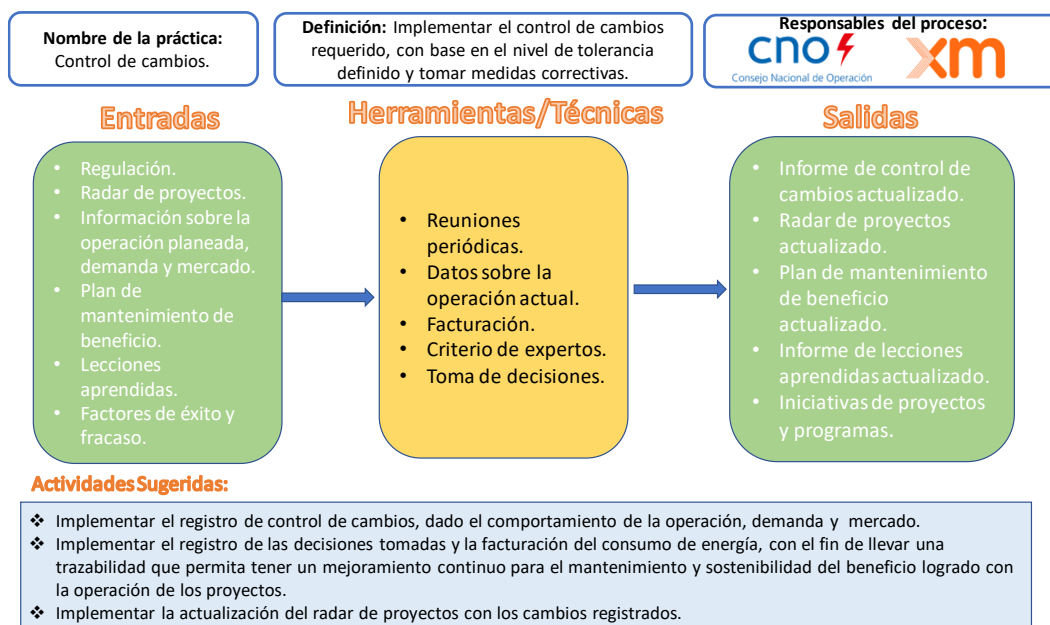 Nombre de la práctica:
Control de cambios.
Definición: Implementar el control de cambios
requerido, con base en el nivel de tolerancia
definido y tomar medidas correctivas.
Responsables del proceso:
cno
Consejo Nacional de Operación
xm
Entradas
Herramientas/Técnicas
Salidas
• Regulación.
• Radar de proyectos.
• Información sobre la
operación planeada,
demanda y mercado.
• Plan de
mantenimiento de
beneficio.
• Lecciones
aprendidas.
• Factores de éxito y
fracaso.
• Reuniones
periódicas.
• Datos sobre la
operación actual.
• Facturación.
• Criterio de expertos.
• Toma de decisiones.
• Informe de control de
cambios actualizado.
• Radar de proyectos
actualizado.
• Plan de mantenimiento
de beneficio
actualizado.
• Informe de lecciones
aprendidas actualizado.
• Iniciativas de proyectos
y programas.
Actividades Sugeridas:
❖ Implementar el registro de control de cambios, dado el comportamiento de la operación, demanda y mercado.
❖ Implementar el registro de las decisiones tomadas y la facturación del consumo de energía, con el fin de llevar una
trazabilidad que permita tener un mejoramiento continuo para el mantenimiento y sostenibilidad del beneficio logrado con
la operación de los proyectos.
❖ Implementar la actualización del radar de proyectos con los cambios registrados.